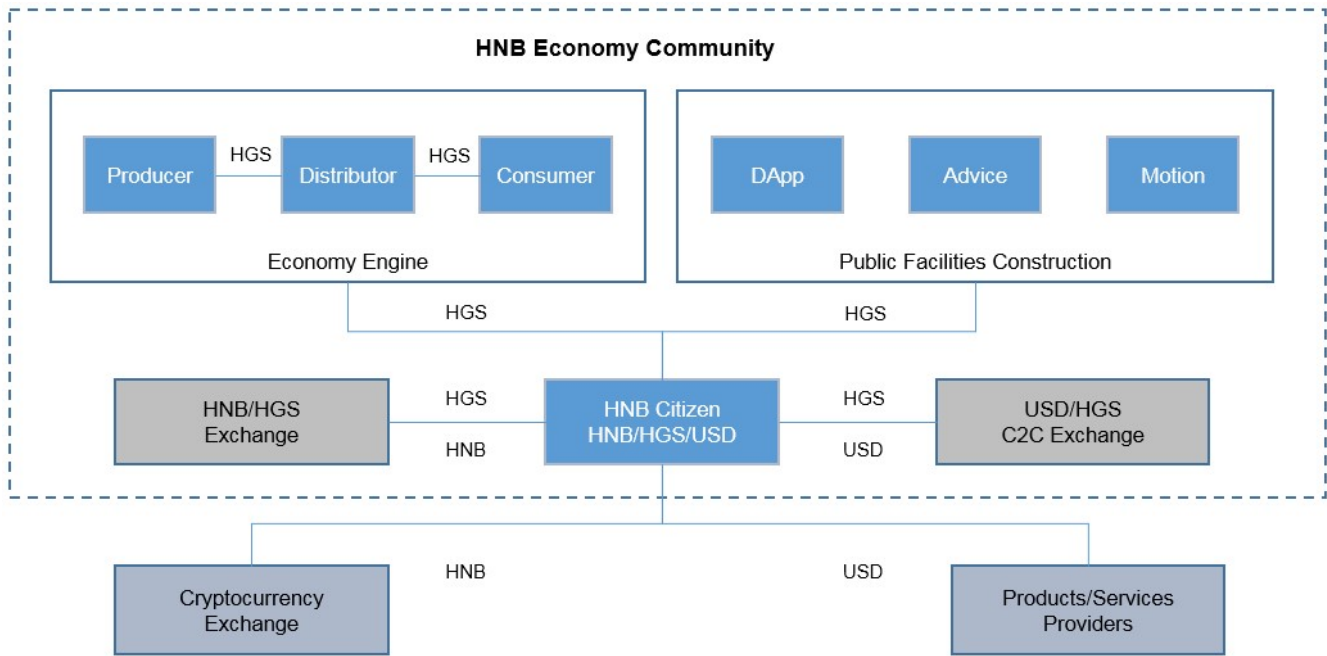 HNB Economy Community
HGS
HGS
Producer
Distributor
Consumer
DApp
Advice
Motion
Economy Engine
Public Facilities Construction
HGS
HGS
HNB/HGS
Exchange
HGS
HNB
HNB Citizen
HNB/HGS/USD
HGS
USD
USD/HGS
C2C Exchange
Cryptocurrency
Exchange
HNB
USD
Products/Services
Providers